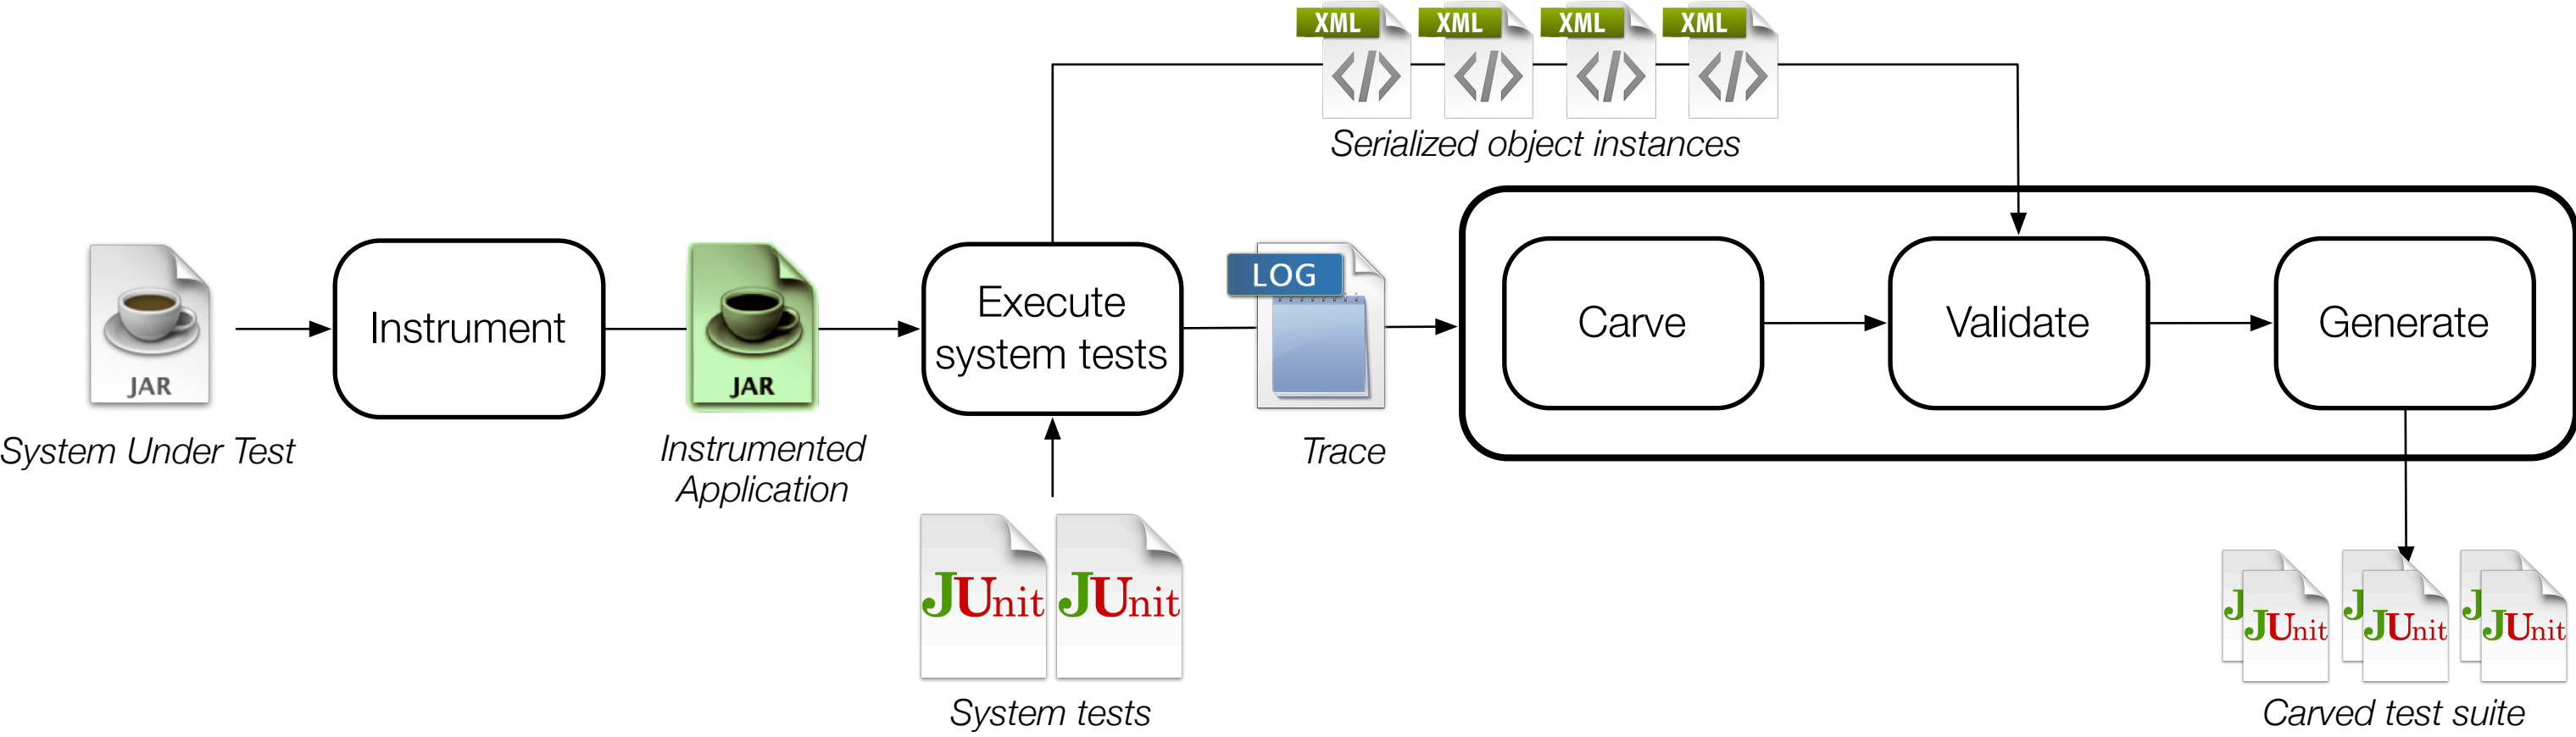 XML XML XML XML
Serialized object instances
JAR
System Under Test
Instrument
JAR
Instrumented
Application
Execute
system tests
LOG
Trace
Carve
Validate
Generate
JUnit JUnit
System tests
J JUnit J JUnit J JUnit
Carved test suite